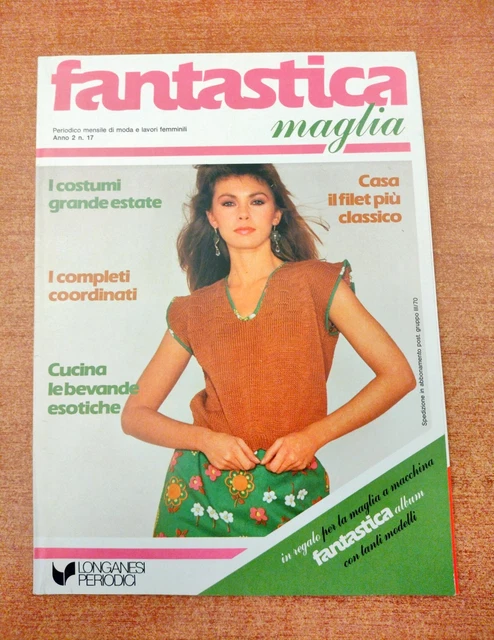 fantastica
maglia
Periodico mensile di moda e lavori femminili
Anno 2 n. 17
I costumi
grande estate
Casa
il filet più
classico
I completi
coordinati
Cucina
le bevande
esotiche
Spedizione in abbonamento post. gruppo III/70
in regalo per la maglia a macchina
fantastica album
con tanti modelli
LONGANESI
PERIODICI